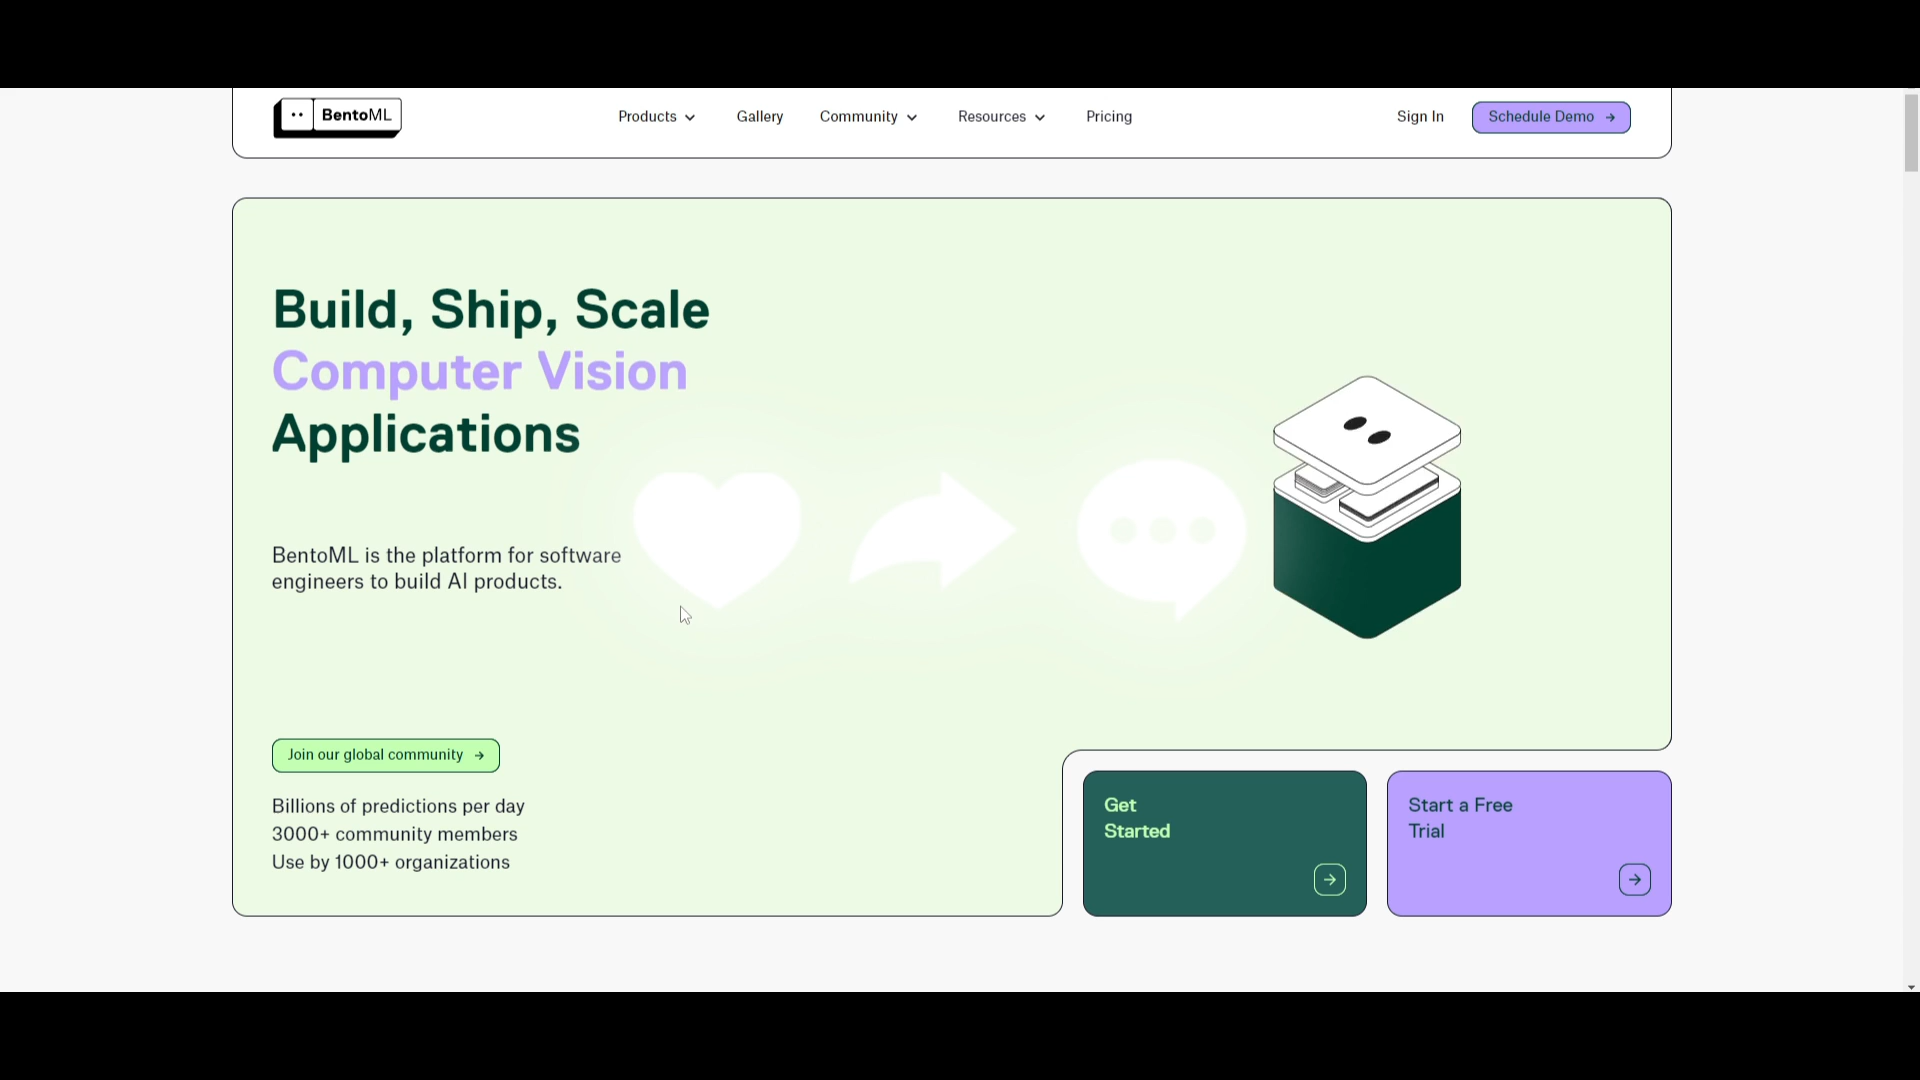 BentoML
Products
Gallery
Community
Resources
Pricing
Sign In
Schedule Demo
Build, Ship, Scale
Computer Vision
Applications
BentoML is the platform for software
engineers to build AI products.
Join our global community
Billions of predictions per day
3000+ community members
Use by 1000+ organizations
Get
Started
Start a Free
Trial